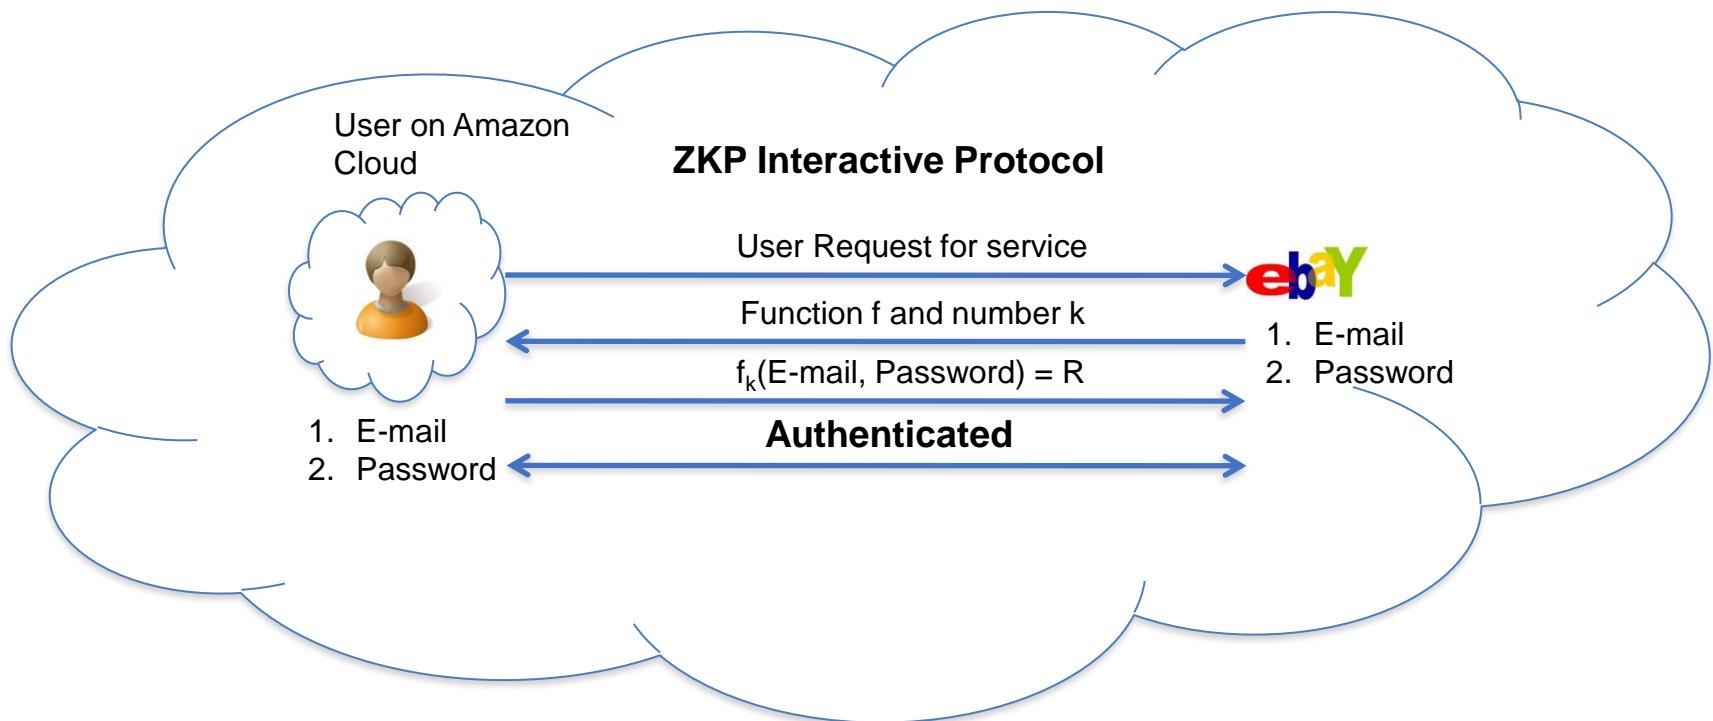 User on Amazon
Cloud
ZKP Interactive Protocol
User Request for service
ebaY
Function f and number k
1. E-mail
2. Password
fk(E-mail, Password) = R
Authenticated
1. E-mail
2. Password